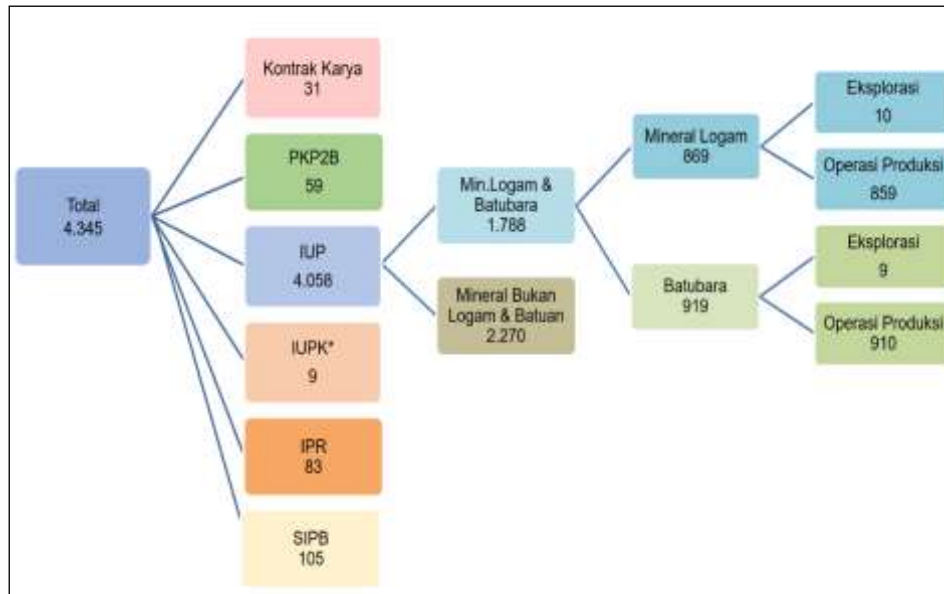 Total
4.345
Kontrak Karya
31
PKP2B
59
IUP
4.058
IUPK*
9
IPR
83
SIPB
105
Min.Logam &
Batubara
1.788
Mineral Bukan
Logam & Batuan
2.270
Mineral Logam
869
Batubara
919
Eksplorasi
10
Operasi Produksi
859
Eksplorasi
9
Operasi Produksi
910